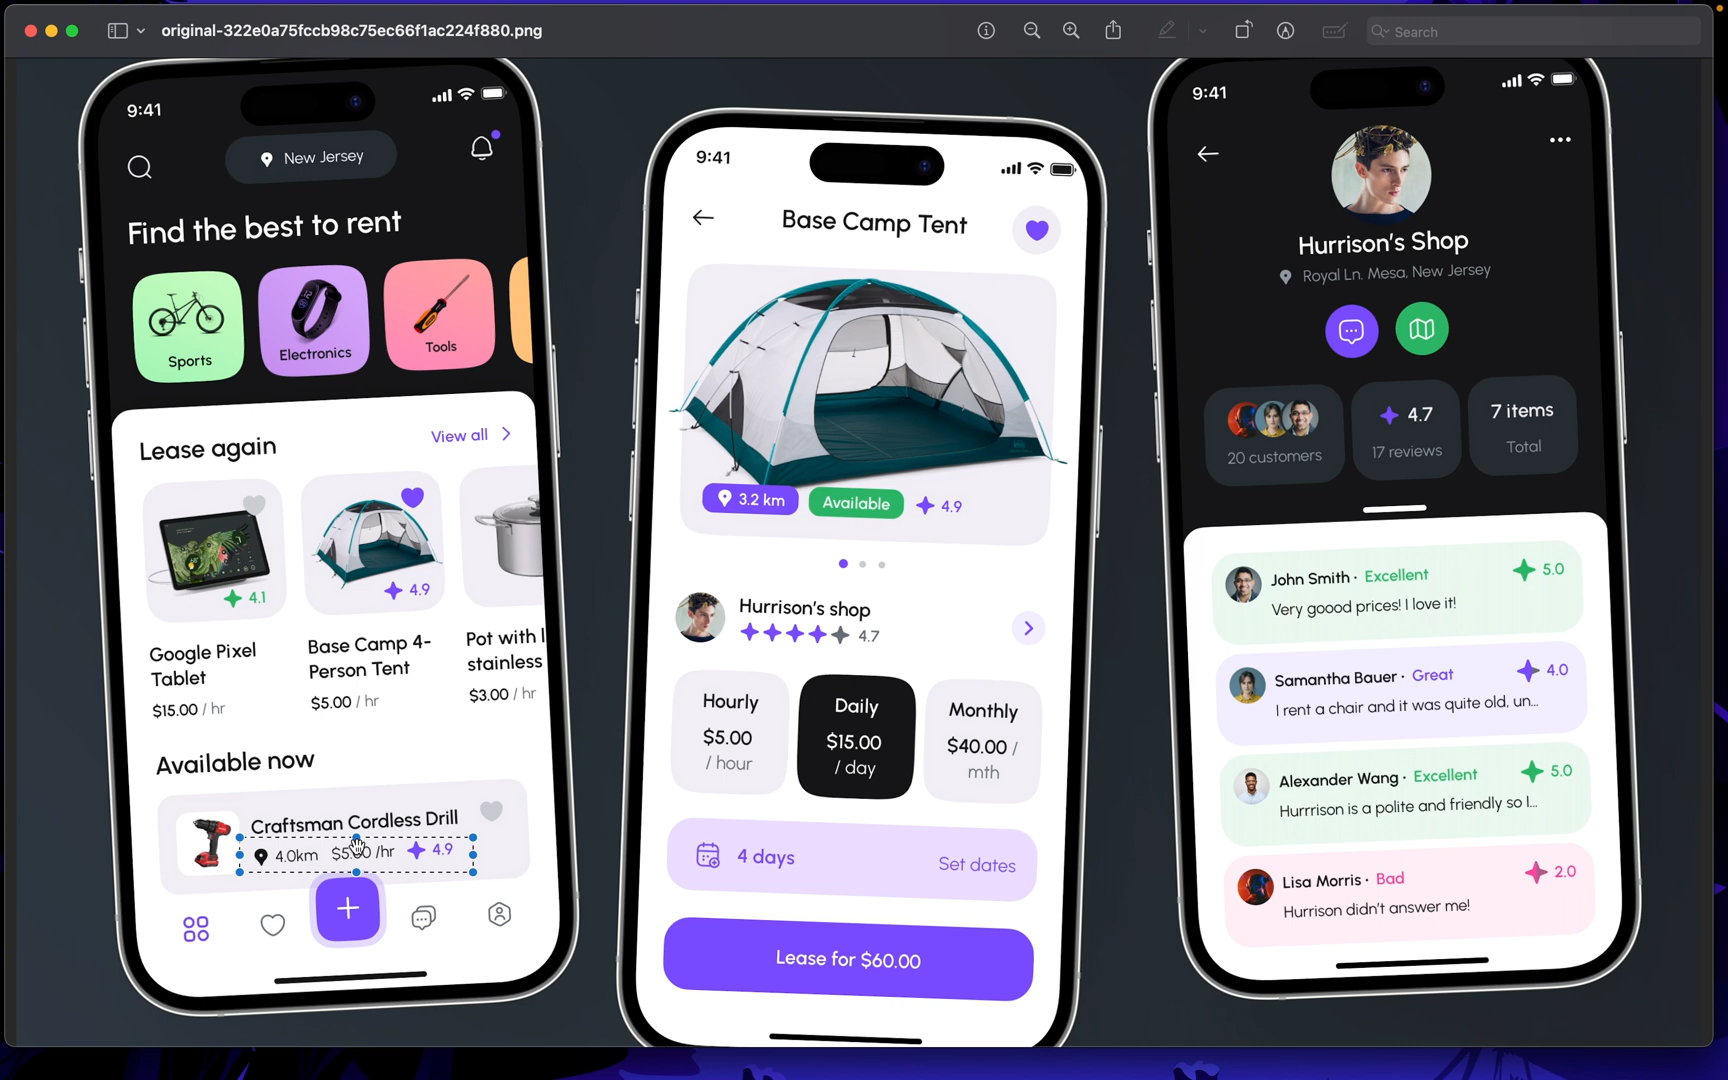 original-322e0a75fccb98c75ec66f1ac224f880.png
Search
9:41
New Jersey
Find the best to rent
Sports
Electronics
Tools
Lease again
View all
4.1
4.9
Google Pixel
Tablet
$15.00 / hr
Base Camp 4-
Person Tent
$5.00 / hr
Pot with
stainless
$3.00 / hr
Available now
Craftsman Cordless Drill
4.0km $5.00 /hr 4.9
9:41
Base Camp Tent
3.2 km
Available
4.9
Hurrison's shop
4.7
Hourly
$5.00
/ hour
Daily
$15.00
/ day
Monthly
$40.00 /
mth
4 days
Set dates
Lease for $60.00
9:41
Hurrison's Shop
Royal Ln. Mesa, New Jersey
20 customers
4.7
17 reviews
7 items
Total
John Smith · Excellent
5.0
Very goood prices! I love it!
Samantha Bauer · Great
4.0
I rent a chair and it was quite old, un...
Alexander Wang · Excellent
5.0
Hurrrison is a polite and friendly so I...
Lisa Morris · Bad
2.0
Hurrison didn't answer me!